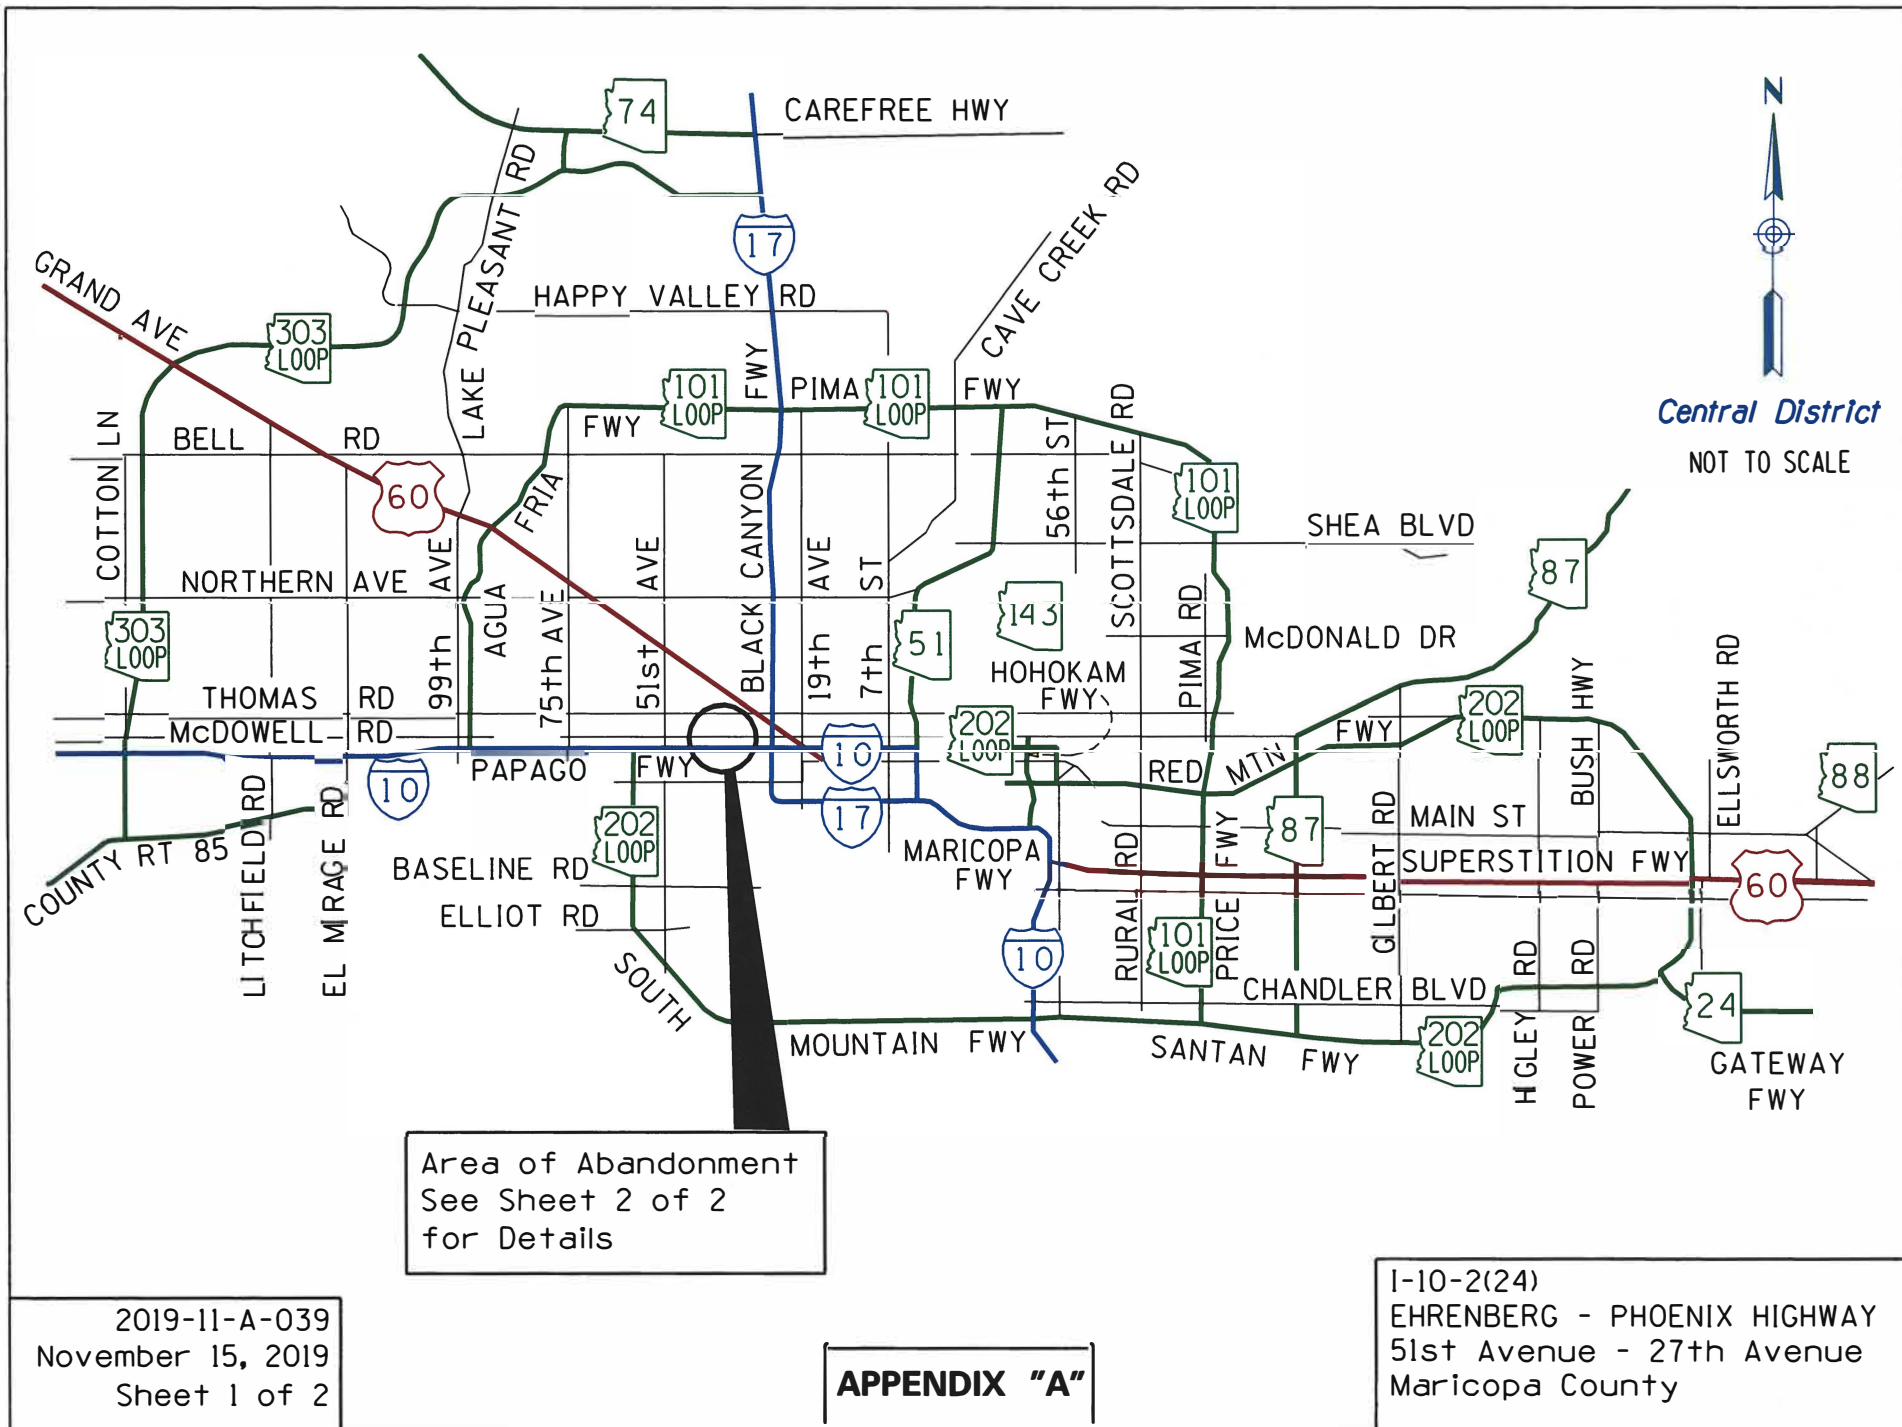 74
CAREFREE HWY
N
17
LAKE PLEASANT RD
CAVE CREEK RD
GRAND AVE
HAPPY VALLEY RD
303
LOOP
101
LOOP
FWY
PIMA
101
LOOP
FWY
Central District
NOT TO SCALE
COTTON LN
BELL RD
FWY
60
FRIA
56th ST
SCOTTSDALE RD
101
LOOP
SHEA BLVD
NORTHERN AVE
99th AVE
AGUA
75th AVE
51st AVE
BLACK CANYON
19th AVE
7th ST
87
143
303
LOOP
51
PIMA RD
McDONALD DR
HOHOKAM
FWY
THOMAS RD
McDOWELL RD
202
LOOP
202
LOOP
FWY
BUSH HWY
ELLSWORTH RD
10
PAPAGO
FWY
10
RED MTN
88
17
202
LOOP
87
MAIN ST
COUNTY RT 85
LITCHFIELD RD
EL MIRAGE RD
BASELINE RD
MARICOPA
FWY
SUPERSTITION FWY
60
ELLIOT RD
RURAL RD
PRICE FWY
GILBERT RD
101
LOOP
10
SOUTH
CHANDLER BLVD
HIGLEY RD
POWER RD
24
MOUNTAIN FWY
SANTAN FWY
202
LOOP
GATEWAY
FWY
Area of Abandonment
See Sheet 2 of 2
for Details
2019-11-A-039
November 15, 2019
Sheet 1 of 2
APPENDIX "A"
I-10-2(24)
EHRENBERG - PHOENIX HIGHWAY
51st Avenue - 27th Avenue
Maricopa County